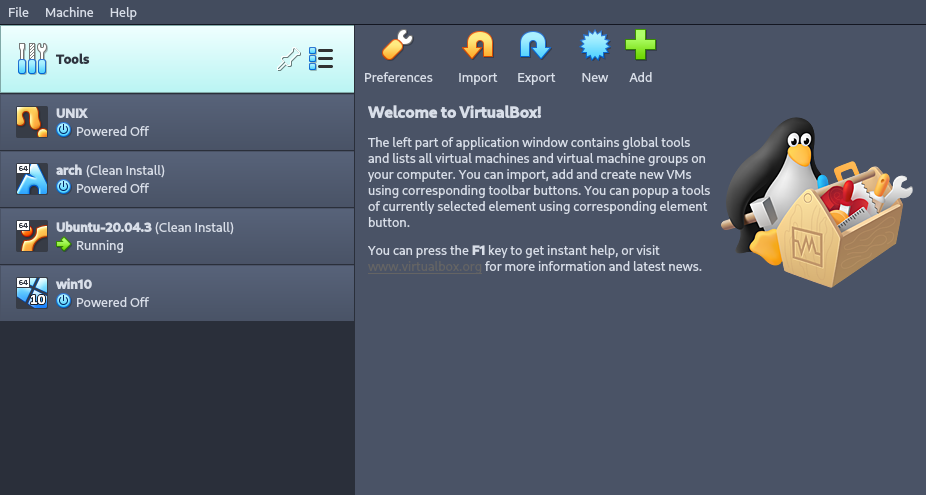 File Machine Help
Tools
Preferences Import Export New Add
UNIX
Powered Off
64
arch (Clean Install)
Powered Off
64
Ubuntu-20.04.3 (Clean Install)
Running
64
10
win10
Powered Off
Welcome to VirtualBox!
The left part of application window contains global tools
and lists all virtual machines and virtual machine groups on
your computer. You can import, add and create new VMs
using corresponding toolbar buttons. You can popup a tools
of currently selected element using corresponding element
button.
You can press the F1 key to get instant help, or visit
www.virtualbox.org for more information and latest news.